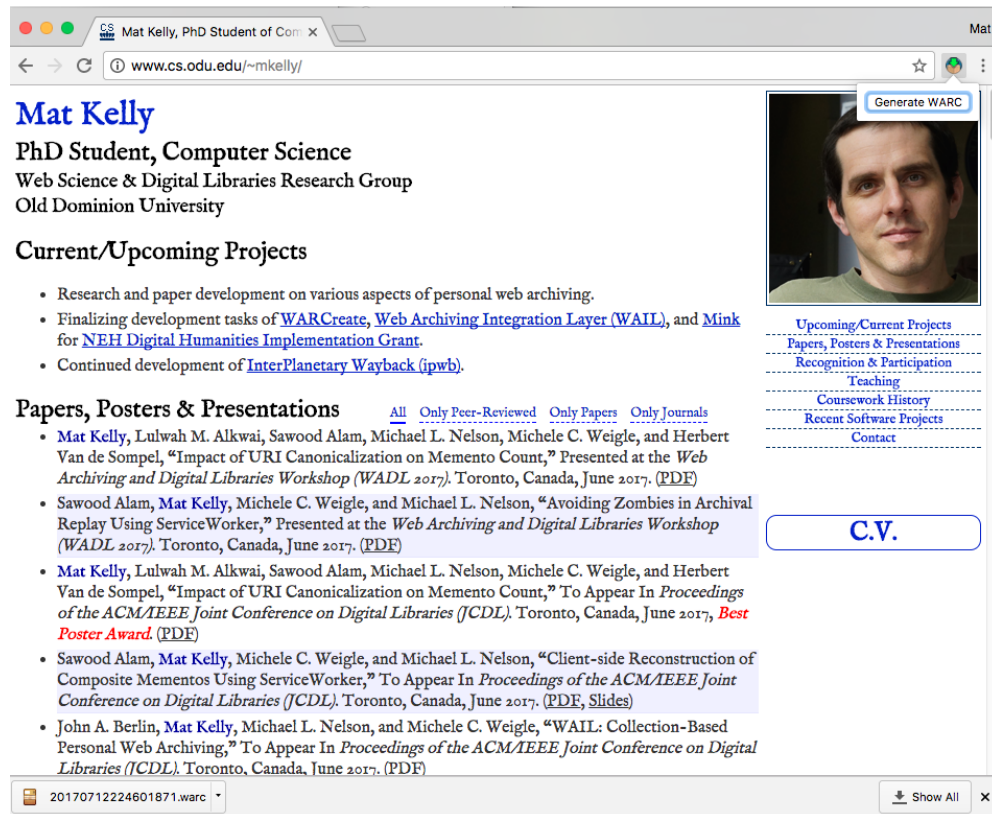 CS Mat Kelly, PhD Student of Com
Mat
www.cs.odu.edu/~mkelly/
Generate WARC
Mat Kelly
PhD Student, Computer Science
Web Science & Digital Libraries Research Group
Old Dominion University
Current/Upcoming Projects
• Research and paper development on various aspects of personal web archiving.
• Finalizing development tasks of WARCreate, Web Archiving Integration Layer (WAIL), and Mink
for NEH Digital Humanities Implementation Grant.
• Continued development of InterPlanetary Wayback (ipwb).
Papers, Posters & Presentations All Only Peer-Reviewed Only Papers Only Journals
• Mat Kelly, Lulwah M. Alkwai, Sawood Alam, Michael L. Nelson, Michele C. Weigle, and Herbert
Van de Sompel, “Impact of URI Canonicalization on Memento Count,” Presented at the Web
Archiving and Digital Libraries Workshop (WADL 2017). Toronto, Canada, June 2017. (PDF)
• Sawood Alam, Mat Kelly, Michele C. Weigle, and Michael L. Nelson, “Avoiding Zombies in Archival
Replay Using ServiceWorker,” Presented at the Web Archiving and Digital Libraries Workshop
(WADL 2017). Toronto, Canada, June 2017. (PDF)
• Mat Kelly, Lulwah M. Alkwai, Sawood Alam, Michael L. Nelson, Michele C. Weigle, and Herbert
Van de Sompel, “Impact of URI Canonicalization on Memento Count,” To Appear In Proceedings
of the ACM/IEEE Joint Conference on Digital Libraries (JCDL). Toronto, Canada, June 2017, Best
Poster Award. (PDF)
• Sawood Alam, Mat Kelly, Michele C. Weigle, and Michael L. Nelson, “Client-side Reconstruction of
Composite Mementos Using ServiceWorker,” To Appear In Proceedings of the ACM/IEEE Joint
Conference on Digital Libraries (JCDL). Toronto, Canada, June 2017. (PDF, Slides)
• John A. Berlin, Mat Kelly, Michael L. Nelson, and Michele C. Weigle, “WAIL: Collection-Based
Personal Web Archiving,” To Appear In Proceedings of the ACM/IEEE Joint Conference on Digital
Libraries (JCDL). Toronto, Canada, June 2017. (PDF)
Upcoming/Current Projects
Papers, Posters & Presentations
Recognition & Participation
Teaching
Coursework History
Recent Software Projects
Contact
C.V.
20170712224601871.warc
Show All